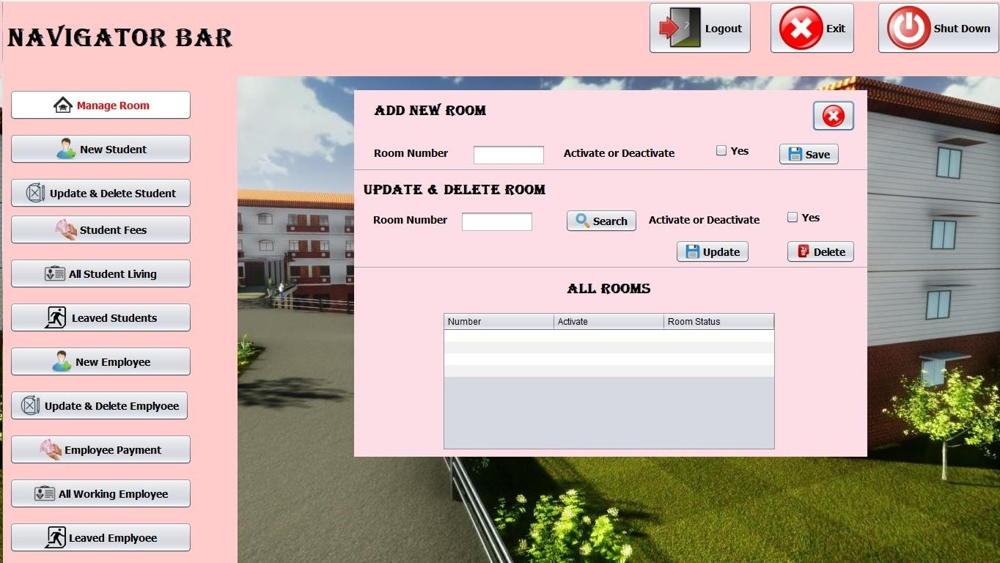 NAVIGATOR BAR
Logout
Exit
Shut Down
Manage Room
New Student
Update & Delete Student
Student Fees
All Student Living
Leaved Students
New Employee
Update & Delete Emplyoee
Employee Payment
All Working Employee
Leaved Emplyoee
ADD NEW ROOM
Room Number Activate or Deactivate Yes Save
UPDATE & DELETE ROOM
Room Number Search Activate or Deactivate Yes
Update Delete
ALL ROOMS
Number Activate Room Status